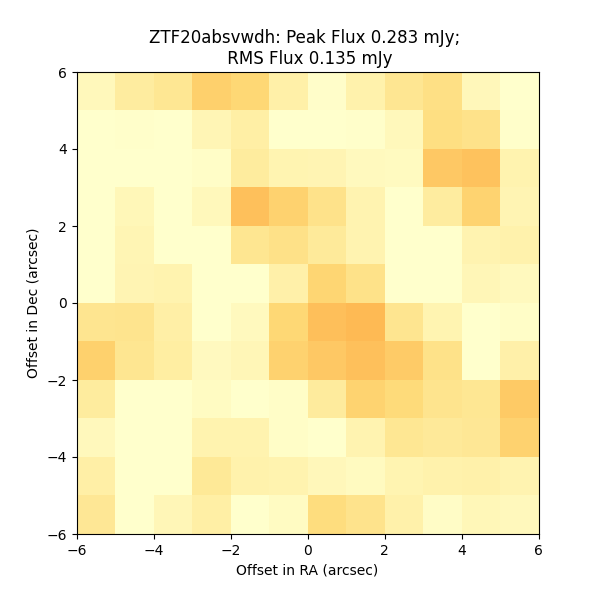 ZTF20absvwdh: Peak Flux 0.283 mJy;
RMS Flux 0.135 mJy
6
4
2
0
−2
−4
−6
Offset in Dec (arcsec)
−6 −4 −2 0 2 4 6
Offset in RA (arcsec)